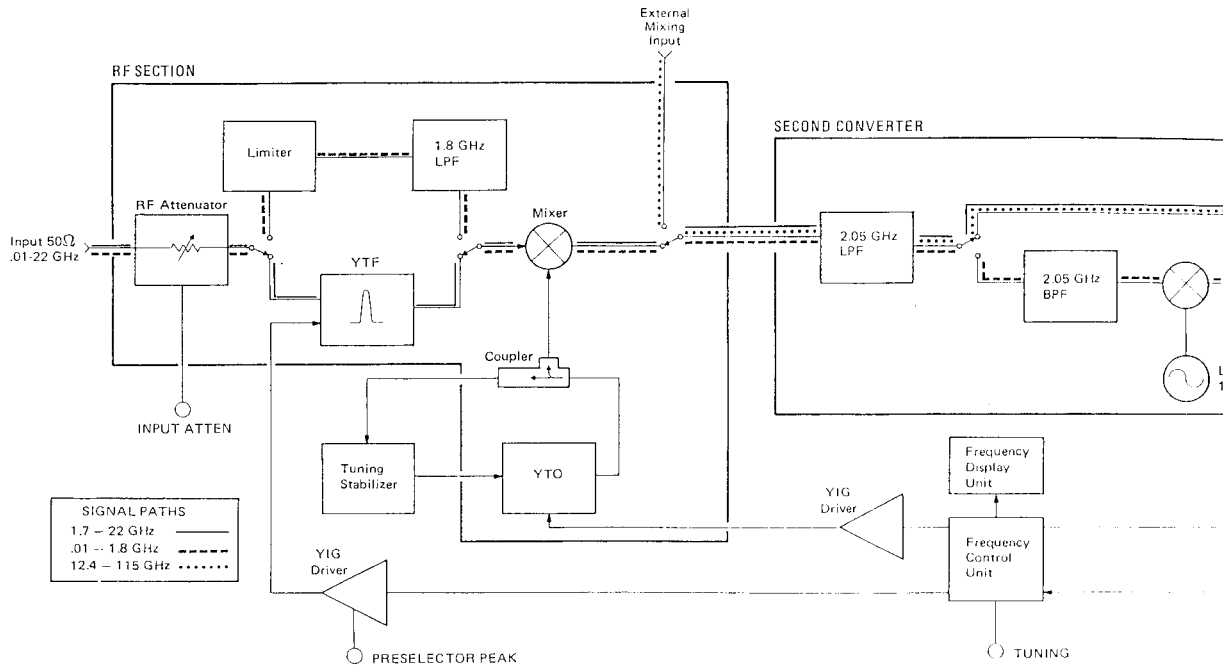 External
Mixing
Input
RF SECTION
SECOND CONVERTER
Limiter
1.8 GHz
LPF
RF Attenuator
Mixer
Input 50Ω
.01-22 GHz
YTF
2.05 GHz
LPF
2.05 GHz
BPF
Coupler
L
1
INPUT ATTEN
Tuning
Stabilizer
YTO
Frequency
Display
Unit
YIG
Driver
SIGNAL PATHS
1.7 – 22 GHz
.01 – 1.8 GHz
12.4 – 115 GHz
YIG
Driver
Frequency
Control
Unit
PRESELECTOR PEAK
TUNING